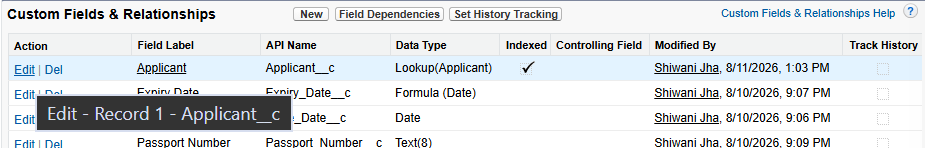 Custom Fields & Relationships New Field Dependencies Set History Tracking Custom Fields & Relationships Help ?
Action Field Label API Name Data Type Indexed Controlling Field Modified By Track History
Edit | Del Applicant Applicant__c Lookup(Applicant) ✓ Shiwani Jha, 8/11/2026, 1:03 PM
Edit | Del Expiry Date Expiry_Date__c Formula (Date) Shiwani Jha, 8/10/2026, 9:07 PM
Edit - Record 1 - Applicant__c
Edit _Date__c Date Shiwani Jha, 8/10/2026, 9:06 PM
Edit | Del Passport Number Passport_Number__c Text(8) Shiwani Jha, 8/10/2026, 9:09 PM